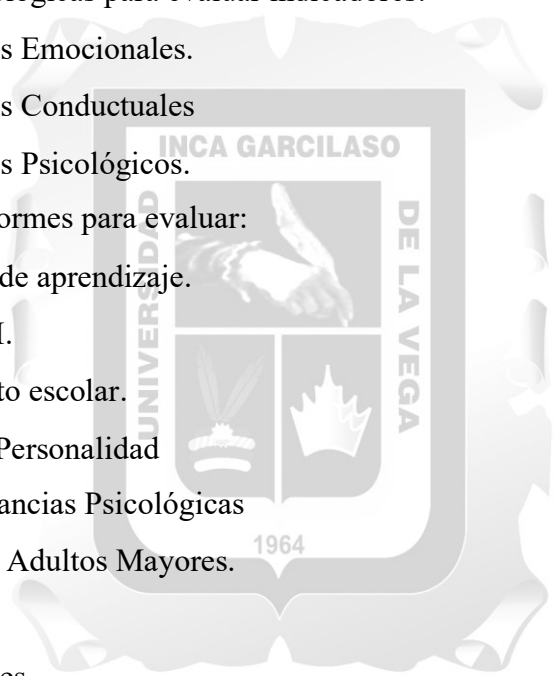 para evaluar indicadores:
s Emocionales.
s Conductuales
s Psicológicos.
ormes para evaluar:
de aprendizaje.
to escolar.
Personalidad
ancias Psicológicas
Adultos Mayores.
INCA GARCILASO
UNIVERSIDAD
DE LA VEGA
1964